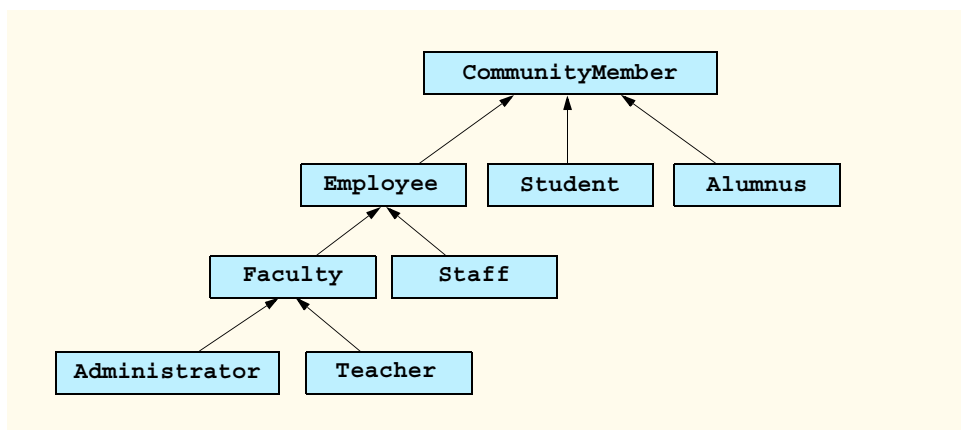 CommunityMember
Employee
Student
Alumnus
Faculty
Staff
Administrator
Teacher